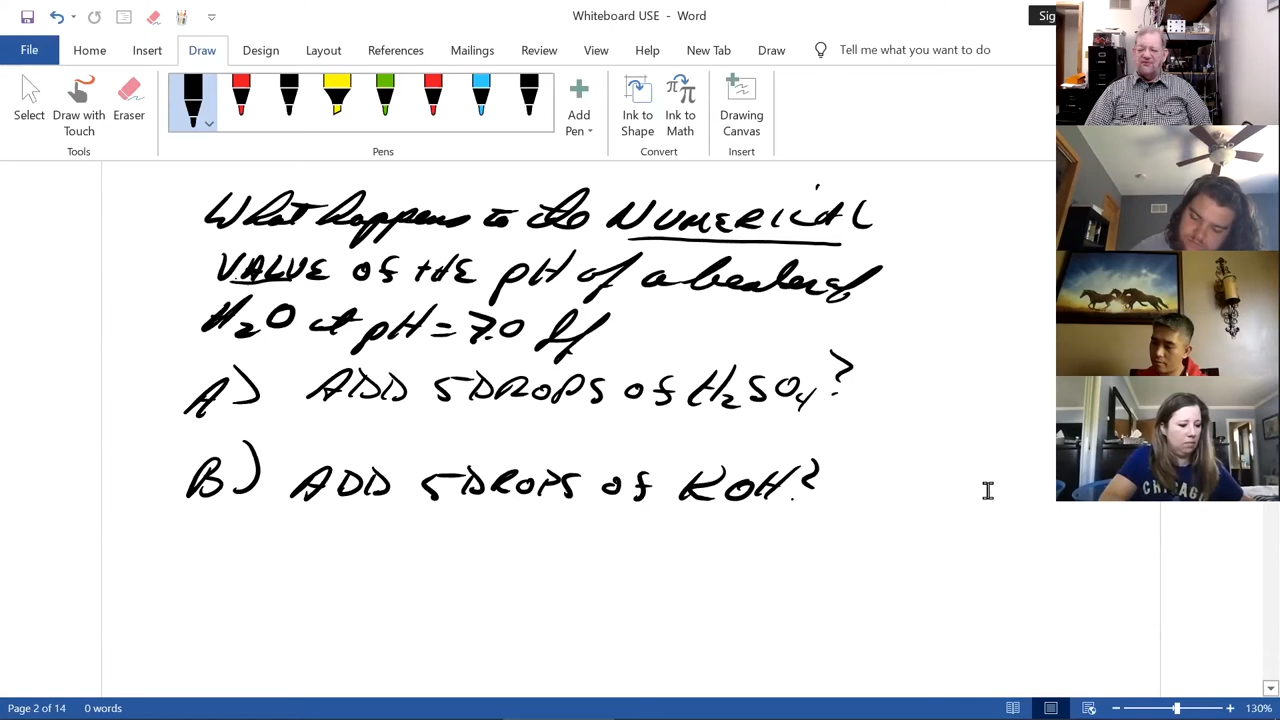 Whiteboard USE - Word
Sig
File Home Insert Draw Design Layout References Mailings Review View Help New Tab Draw Tell me what you want to do
Select Draw with Touch Eraser
Add Pen
Ink to Shape Ink to Math
Drawing Canvas
Tools Pens Convert Insert
What happens to the NUMERICAL
VALUE of THE pH of a beaker of
H₂O at pH = 7.0 If
A) ADD 5 DROPS of H₂SO₄?
B) ADD 5 DROPS of KOH?
CHICAGO
Page 2 of 14 0 words 130%